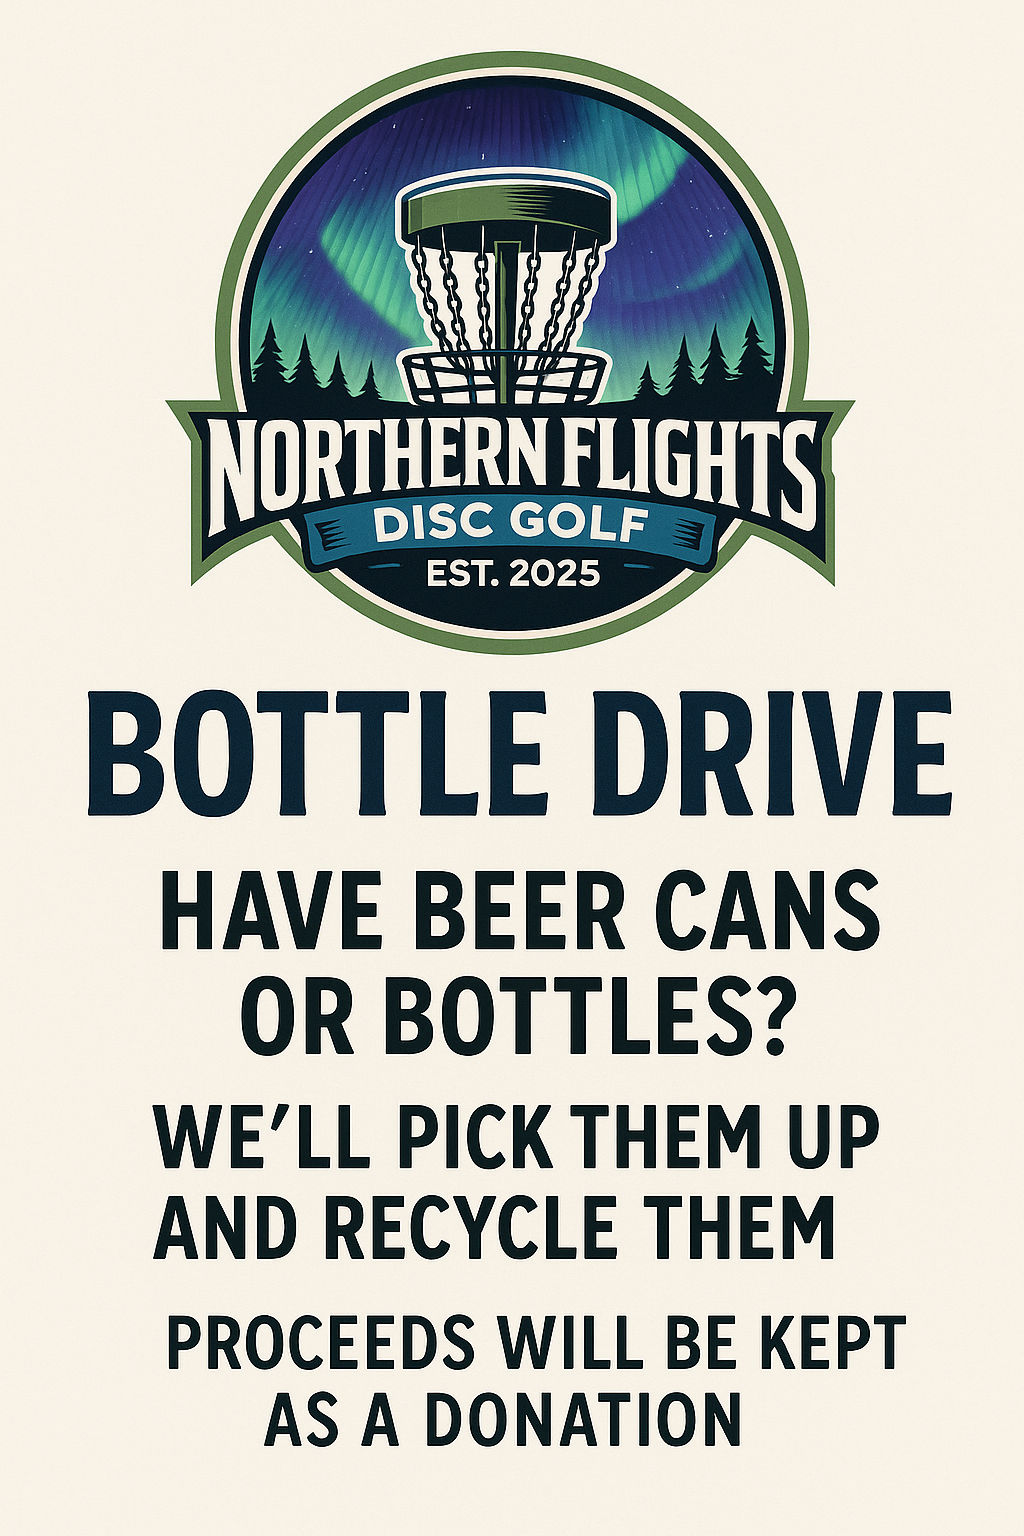 NORTHERN FLIGHTS
DISC GOLF
EST. 2025
BOTTLE DRIVE
HAVE BEER CANS
OR BOTTLES?
WE'LL PICK THEM UP
AND RECYCLE THEM
PROCEEDS WILL BE KEPT
AS A DONATION